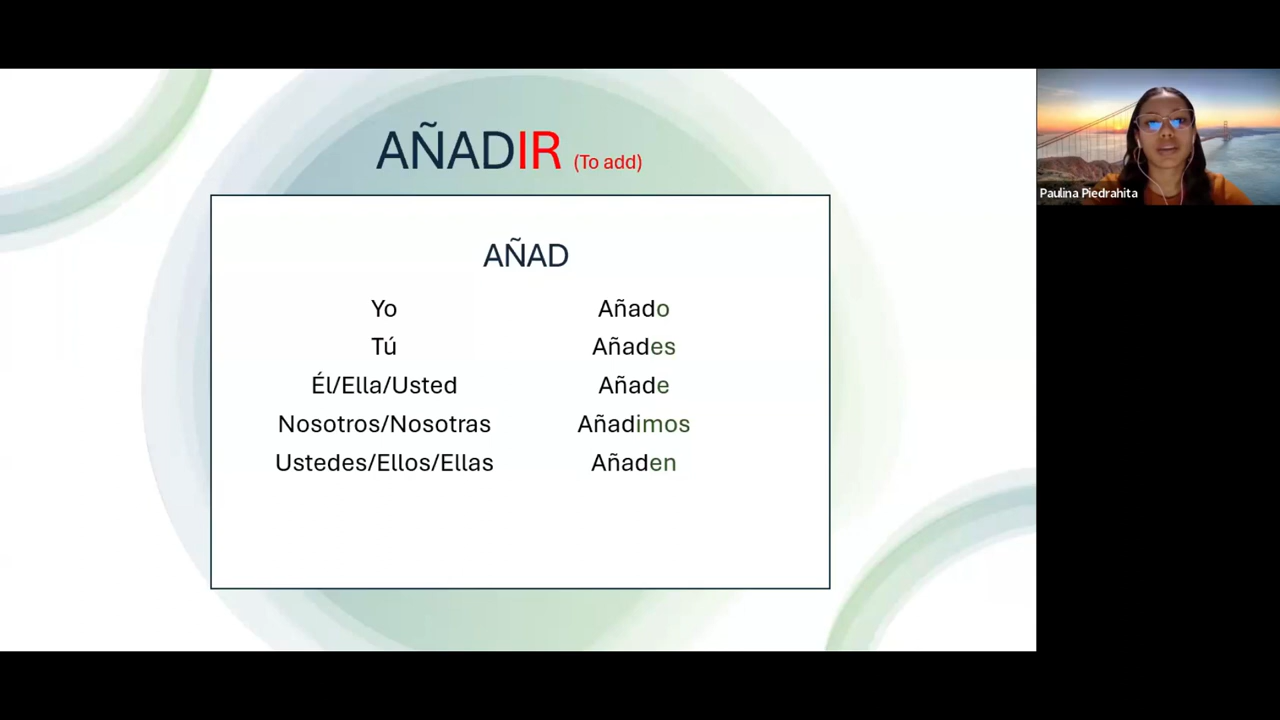 AÑADIR (To add)
AÑAD
Yo Añado
Tú Añades
Él/Ella/Usted Añade
Nosotros/Nosotras Añadimos
Ustedes/Ellos/Ellas Añaden
Paulina Piedrahita